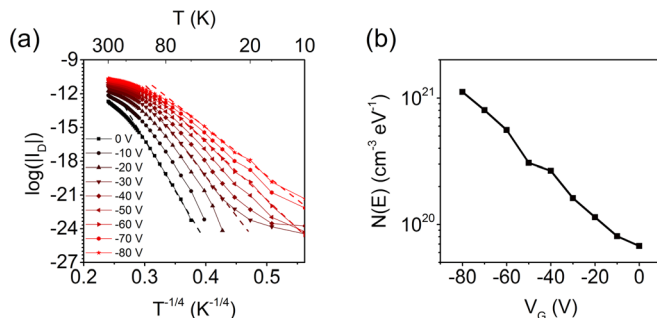 (a)
T (K)
300 80 20 10
-9
-12
-15
-18
-21
-24
-27
log(|I_D|)
0 V
-10 V
-20 V
-30 V
-40 V
-50 V
-60 V
-70 V
-80 V
0.2 0.3 0.4 0.5
T^-1/4 (K^-1/4)
(b)
N(E) (cm^-3 eV^-1)
10^21
10^20
-80 -60 -40 -20 0
V_G (V)